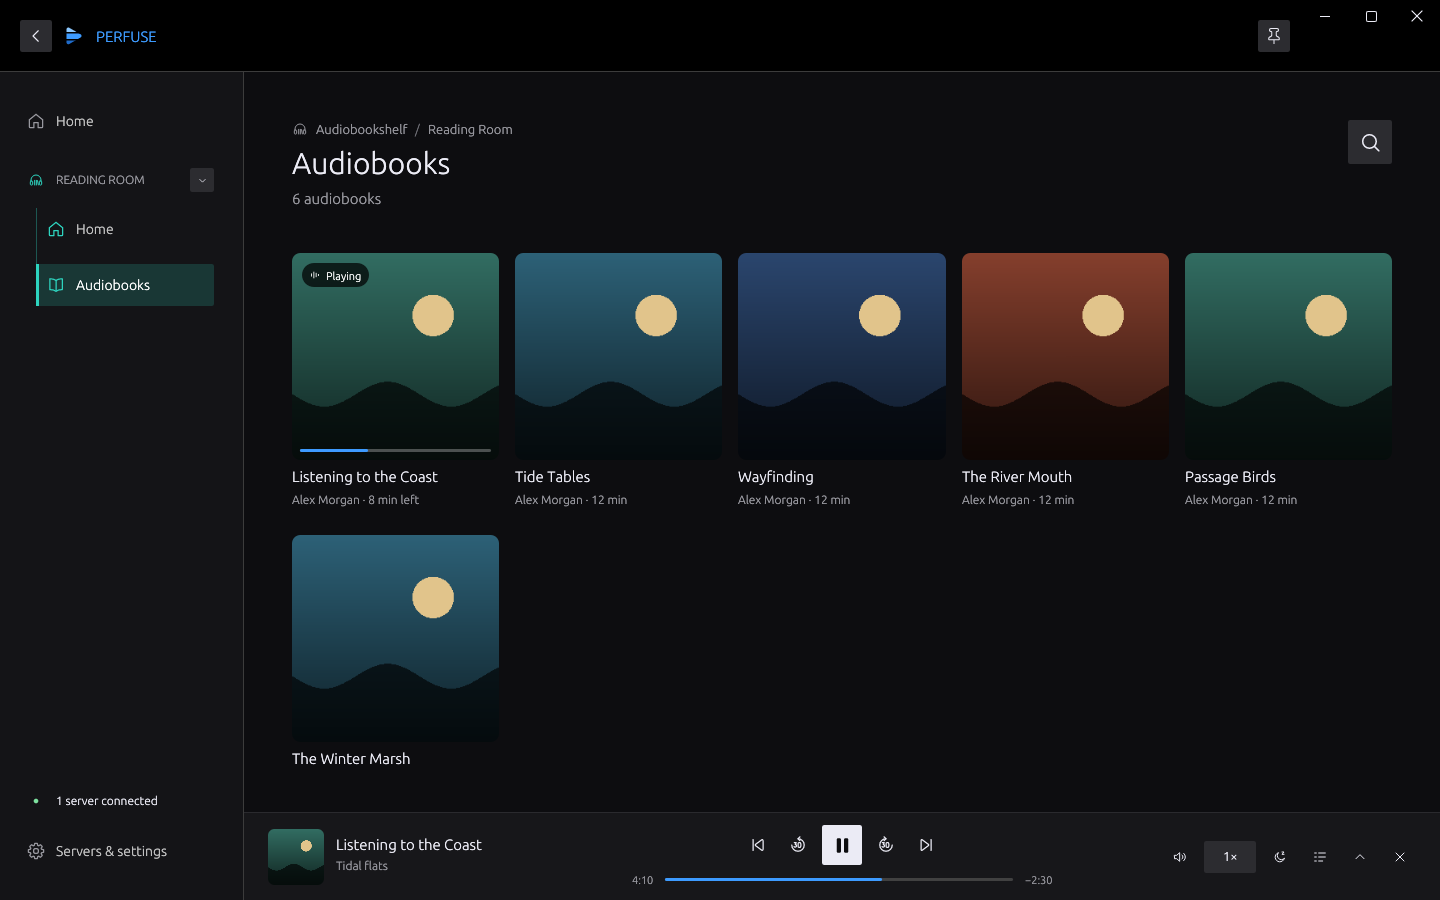 PERFUSE
Home
READING ROOM
Home
Audiobooks
1 server connected
Servers & settings
Audiobookshelf / Reading Room
Audiobooks
6 audiobooks
Playing
Listening to the Coast
Alex Morgan · 8 min left
Tide Tables
Alex Morgan · 12 min
Wayfinding
Alex Morgan · 12 min
The River Mouth
Alex Morgan · 12 min
Passage Birds
Alex Morgan · 12 min
The Winter Marsh
Listening to the Coast
Tidal flats
30
30
4:10
−2:30
1×